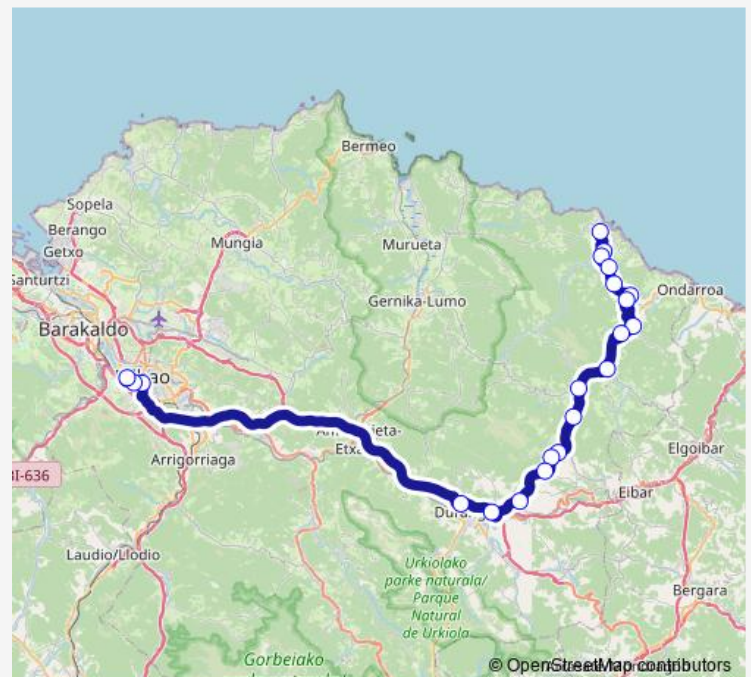 Bermeo
Sopela
Berango
Getxo
Mungia
Murueta
Santurtzi
Ondarroa
Gernika-Lumo
Barakaldo
Arrigorriaga
Elgoibar
BI-636
Eibar
Laudio/Llodio
Urkiolako
parke naturala/
Parque
Natural
de Urkiola
Bergara
Gorbeiako
© OpenStreetMap contributors